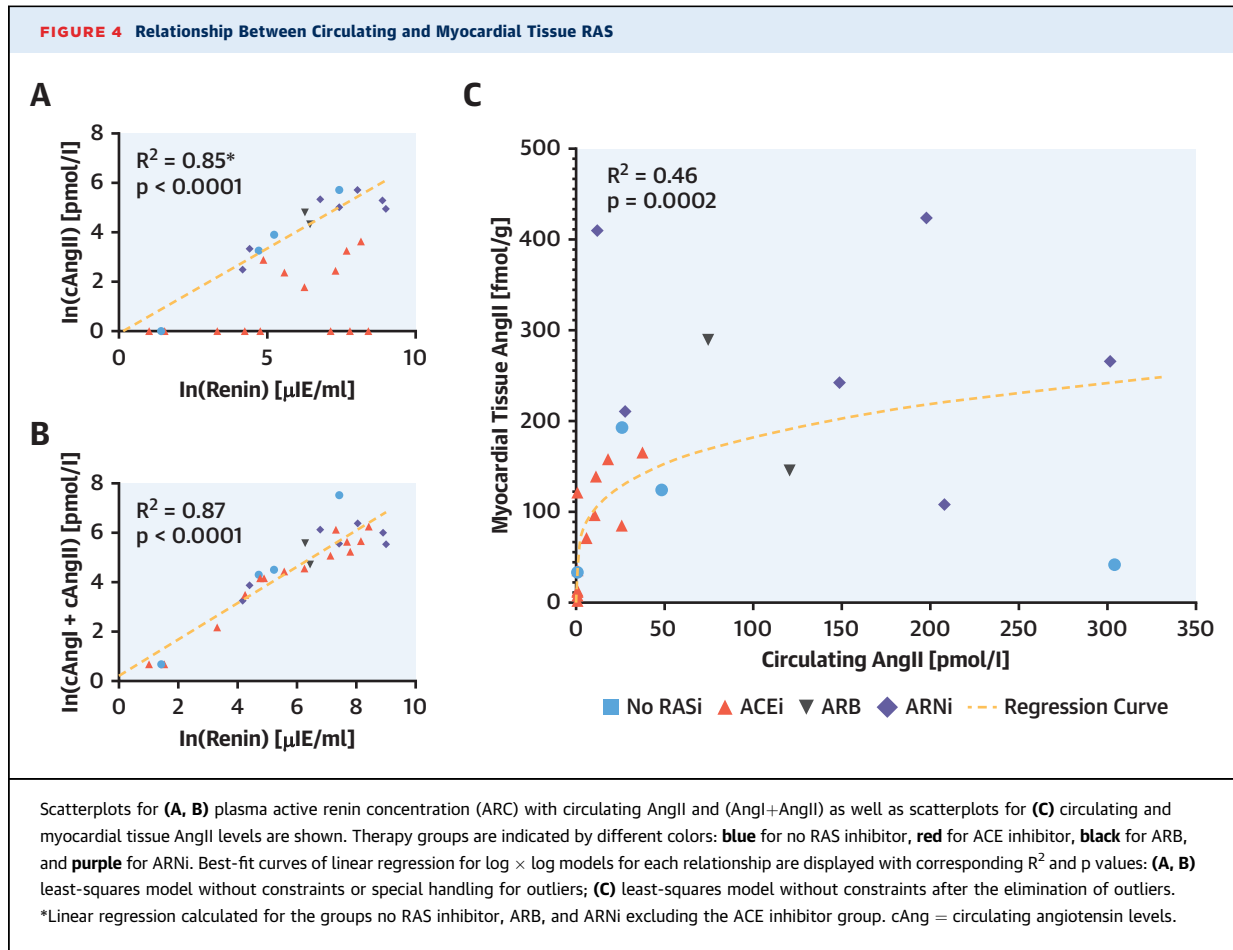 FIGURE 4 Relationship Between Circulating and Myocardial Tissue RAS
A
ln(cAngII) [pmol/l]
8
6
4
2
0
R² = 0.85*
p < 0.0001
0
5
10
ln(Renin) [µIE/ml]
B
ln(cAngI + cAngII) [pmol/l]
8
6
4
2
0
R² = 0.87
p < 0.0001
0
2
4
6
8
10
ln(Renin) [µIE/ml]
C
Myocardial Tissue AngII [fmol/g]
500
400
300
200
100
0
R² = 0.46
p = 0.0002
0
50
100
150
200
250
300
350
Circulating AngII [pmol/l]
No RASi ACEi ARB ARNi Regression Curve
Scatterplots for (A, B) plasma active renin concentration (ARC) with circulating AngII and (AngI+AngII) as well as scatterplots for (C) circulating and
myocardial tissue AngII levels are shown. Therapy groups are indicated by different colors: blue for no RAS inhibitor, red for ACE inhibitor, black for ARB,
and purple for ARNi. Best-fit curves of linear regression for log × log models for each relationship are displayed with corresponding R² and p values: (A, B)
least-squares model without constraints or special handling for outliers; (C) least-squares model without constraints after the elimination of outliers.
*Linear regression calculated for the groups no RAS inhibitor, ARB, and ARNi excluding the ACE inhibitor group. cAng = circulating angiotensin levels.